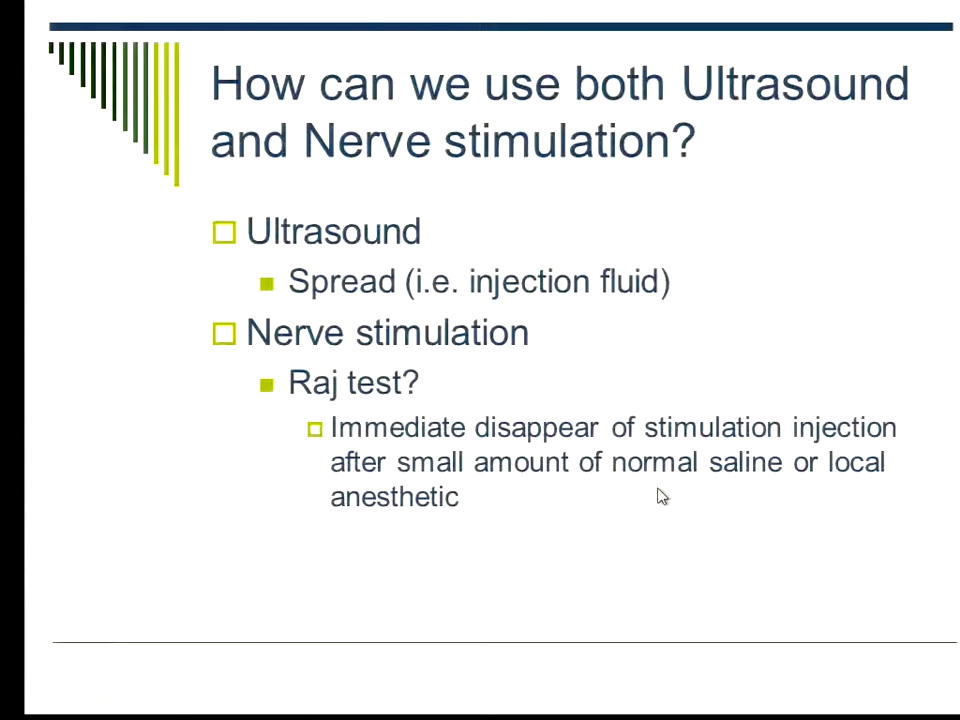 How can we use both Ultrasound
and Nerve stimulation?
Ultrasound
Spread (i.e. injection fluid)
Nerve stimulation
Raj test?
Immediate disappear of stimulation injection
after small amount of normal saline or local
anesthetic